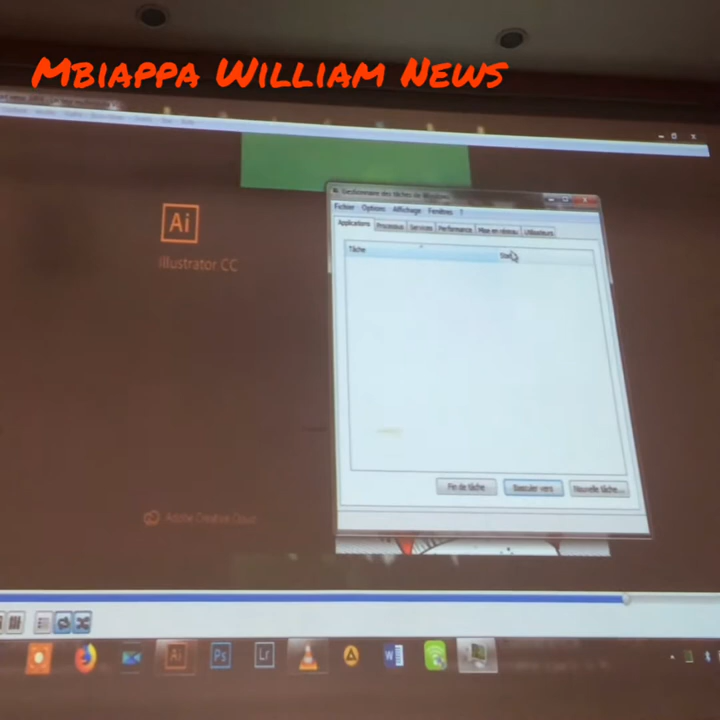 Mbiappa William News
Gestionnaire des tâches de Windows
Fichier Options Affichage Fenêtres ?
Applications Processus Services Performance Mise en réseau Utilisateurs
Tâche
Ai
Illustrator CC
Fin de tâche Basculer vers Nouvelle tâche...
Adobe Creative Cloud
Ai Ps Lr W